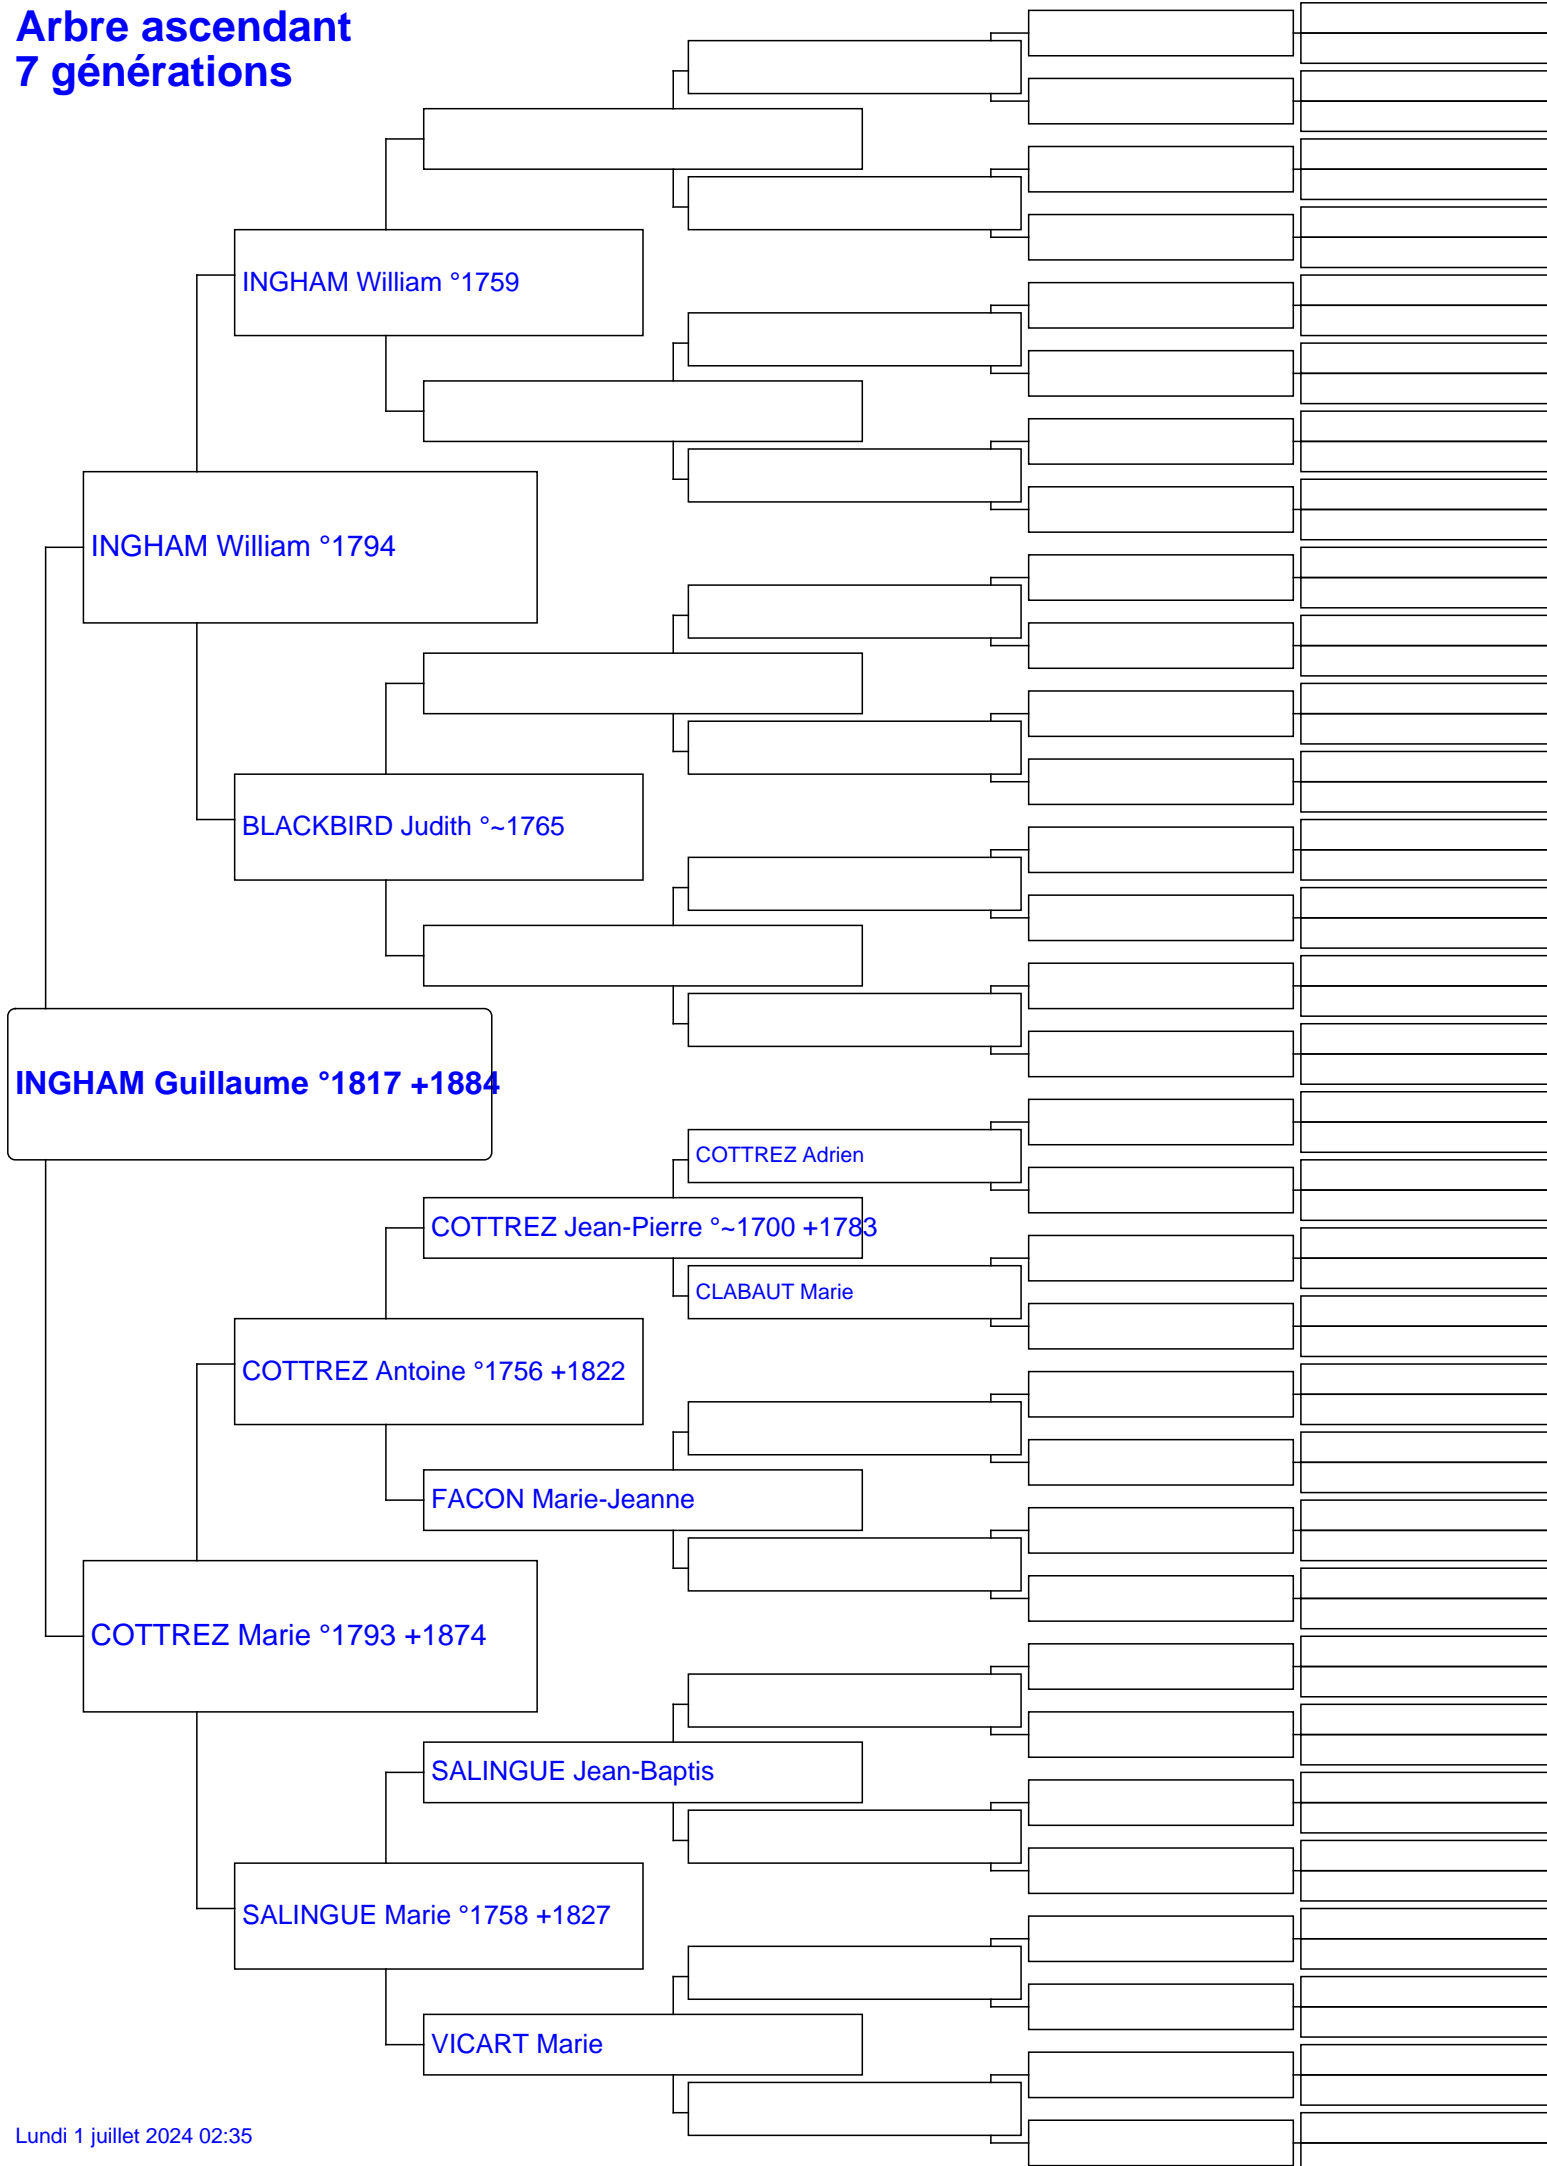 Arbre ascendant
7 générations
INGHAM William °1759
INGHAM William °1794
BLACKBIRD Judith °~1765
INGHAM Guillaume °1817 +1884
COTTREZ Adrien
COTTREZ Jean-Pierre °~1700 +1783
CLABAUT Marie
COTTREZ Antoine °1756 +1822
FACON Marie-Jeanne
COTTREZ Marie °1793 +1874
SALINGUE Jean-Baptis
SALINGUE Marie °1758 +1827
VICART Marie
Lundi 1 juillet 2024 02:35